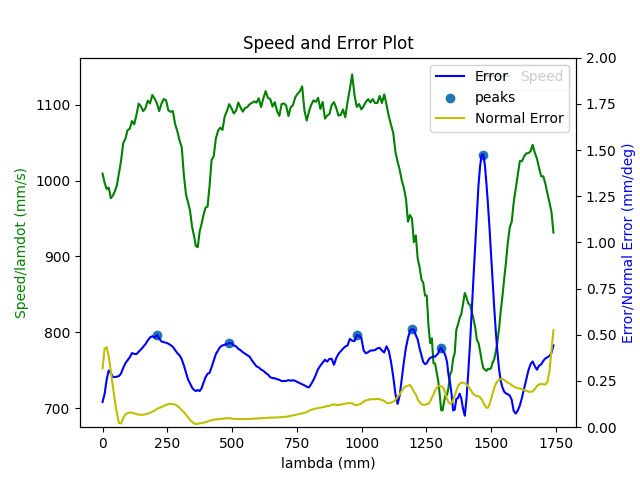 Speed and Error Plot
Speed
Error
peaks
Normal Error
Speed/lamdot (mm/s)
1100
1000
900
800
700
0
250
500
750
1000
1250
1500
1750
lambda (mm)
2.00
1.75
1.50
1.25
1.00
0.75
0.50
0.25
0.00
Error/Normal Error (mm/deg)